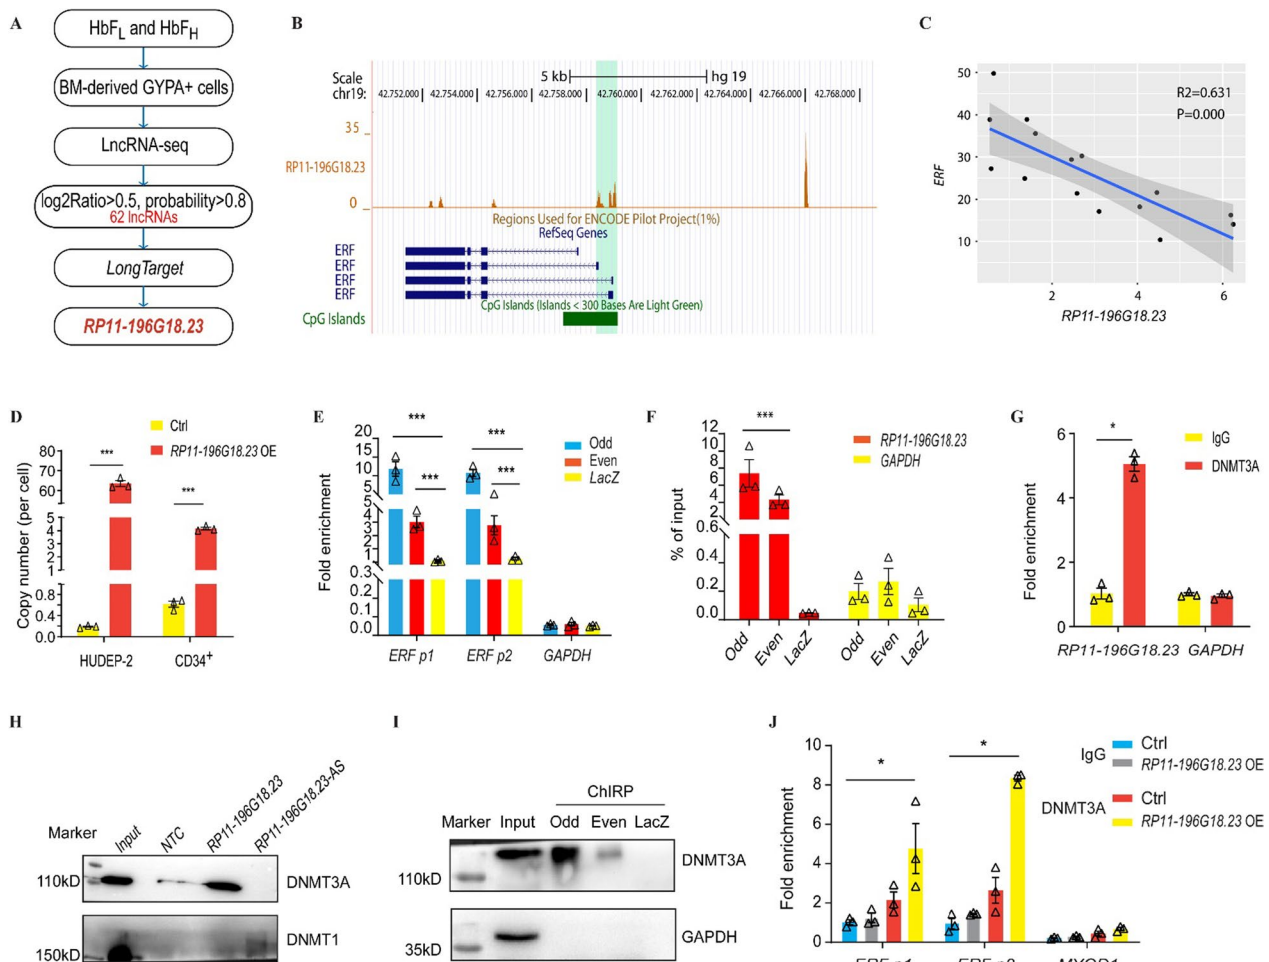 A
HbF_L and HbF_H
BM-derived GYPA+ cells
LncRNA-seq
log2Ratio>0.5, probability>0.8
62 lncRNAs
LongTarget
RP11-196G18.23
B
Scale
5 kb
hg 19
chr19:
42.752.000
42.754.000
42.756.000
42.758.000
42.760.000
42.762.000
42.764.000
42.766.000
42.768.000
35
RP11-196G18.23
0
Regions Used for ENCODE Pilot Project(1%)
RefSeq Genes
ERF
ERF
ERF
ERF
CpG Islands (Islands < 300 Bases Are Light Green)
CpG Islands
C
50
40
30
20
10
ERF
R2=0.631
P=0.000
2
4
6
RP11-196G18.23
D
Ctrl
RP11-196G18.23 OE
Copy number (per cell)
80
70
60
5
4
3
2
1
1
0.8
0.4
0.0
***
***
HUDEP-2
CD34+
E
Fold enrichment
20
15
10
5
5
4
3
2
1
0.3
0.2
0.1
0.0
***
***
***
***
Odd
Even
LacZ
ERF p1
ERF p2
GAPDH
F
% of input
12
10
8
6
4
2
0.6
0.4
0.2
0.0
***
RP11-196G18.23
GAPDH
Odd
Even
LacZ
Odd
Even
LacZ
G
Fold enrichment
6
4
2
0
*
IgG
DNMT3A
RP11-196G18.23
GAPDH
H
Marker
Input
NTC
RP11-196G18.23
RP11-196G18.23-AS
110kD
DNMT3A
150kD
DNMT1
I
ChIRP
Marker
Input
Odd
Even
LacZ
110kD
DNMT3A
35kD
GAPDH
J
Fold enrichment
10
8
6
4
2
0
*
*
IgG
Ctrl
RP11-196G18.23 OE
DNMT3A
Ctrl
RP11-196G18.23 OE